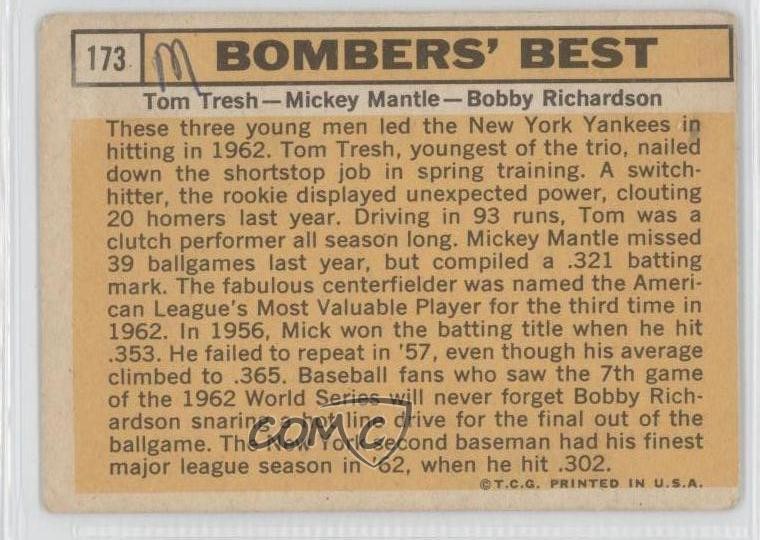 173 M BOMBERS' BEST
Tom Tresh—Mickey Mantle—Bobby Richardson
These three young men led the New York Yankees in
hitting in 1962. Tom Tresh, youngest of the trio, nailed
down the shortstop job in spring training. A switch-
hitter, the rookie displayed unexpected power, clouting
20 homers last year. Driving in 93 runs, Tom was a
clutch performer all season long. Mickey Mantle missed
39 ballgames last year, but compiled a .321 batting
mark. The fabulous centerfielder was named the Ameri-
can League's Most Valuable Player for the third time in
1962. In 1956, Mick won the batting title when he hit
.353. He failed to repeat in '57, even though his average
climbed to .365. Baseball fans who saw the 7th game
of the 1962 World Series will never forget Bobby Rich-
ardson snaring a hot line drive for the final out of the
ballgame. The New York second baseman had his finest
major league season in '62, when he hit .302.
©T.C.G. PRINTED IN U.S.A.
COMC